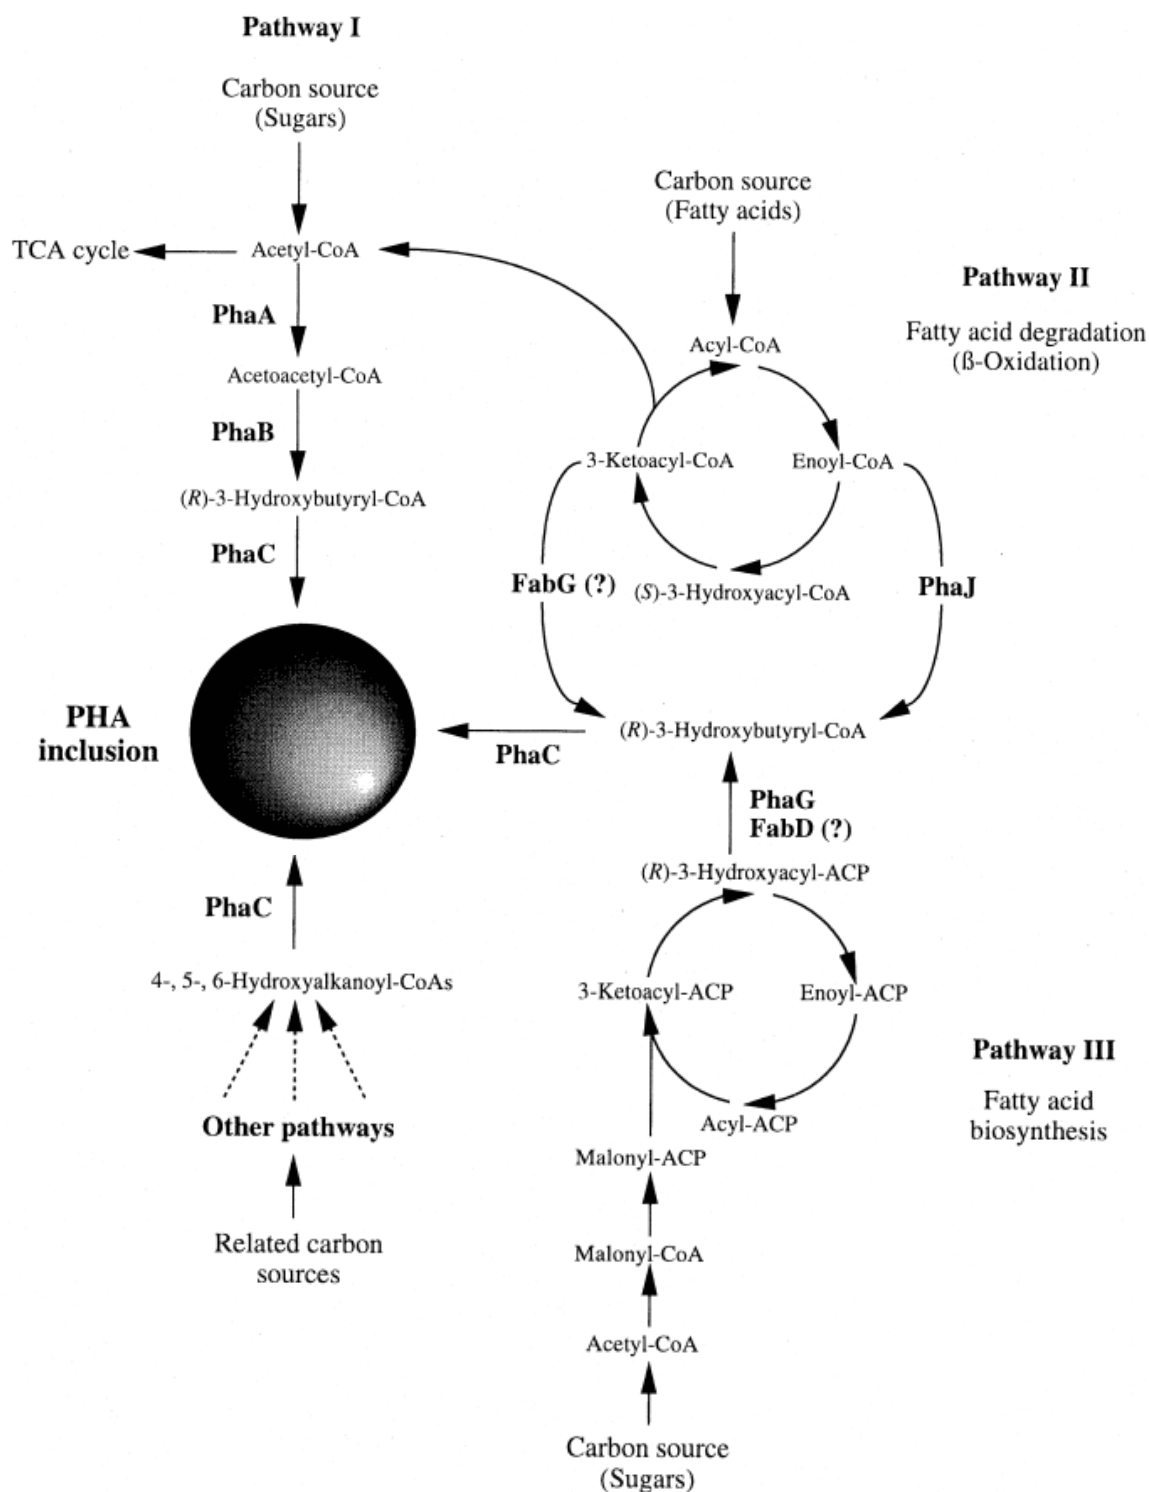 Pathway I
Carbon source
(Sugars)
TCA cycle
Acetyl-CoA
PhaA
Acetoacetyl-CoA
PhaB
(R)-3-Hydroxybutyryl-CoA
PhaC
PHA
inclusion
Carbon source
(Fatty acids)
Pathway II
Fatty acid degradation
(ß-Oxidation)
Acyl-CoA
3-Ketoacyl-CoA
Enoyl-CoA
FabG (?)
(S)-3-Hydroxyacyl-CoA
PhaJ
(R)-3-Hydroxybutyryl-CoA
PhaC
PhaG
FabD (?)
(R)-3-Hydroxyacyl-ACP
3-Ketoacyl-ACP
Enoyl-ACP
Acyl-ACP
Pathway III
Fatty acid
biosynthesis
Malonyl-ACP
Malonyl-CoA
Acetyl-CoA
Carbon source
(Sugars)
PhaC
4-, 5-, 6-Hydroxyalkanoyl-CoAs
Other pathways
Related carbon
sources